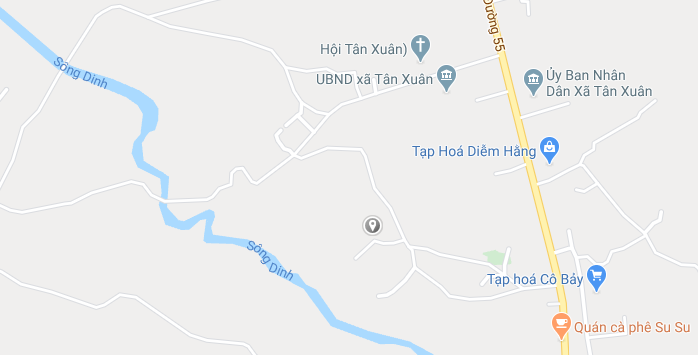 Đường 55
Hội Tân Xuân)
Sông Dinh
UBND xã Tân Xuân
Ủy Ban Nhân
Dân Xã Tân Xuân
Tạp Hoá Diễm Hằng
Sông Dinh
Tạp hoá Cô Bảy
Quán cà phê Su Su